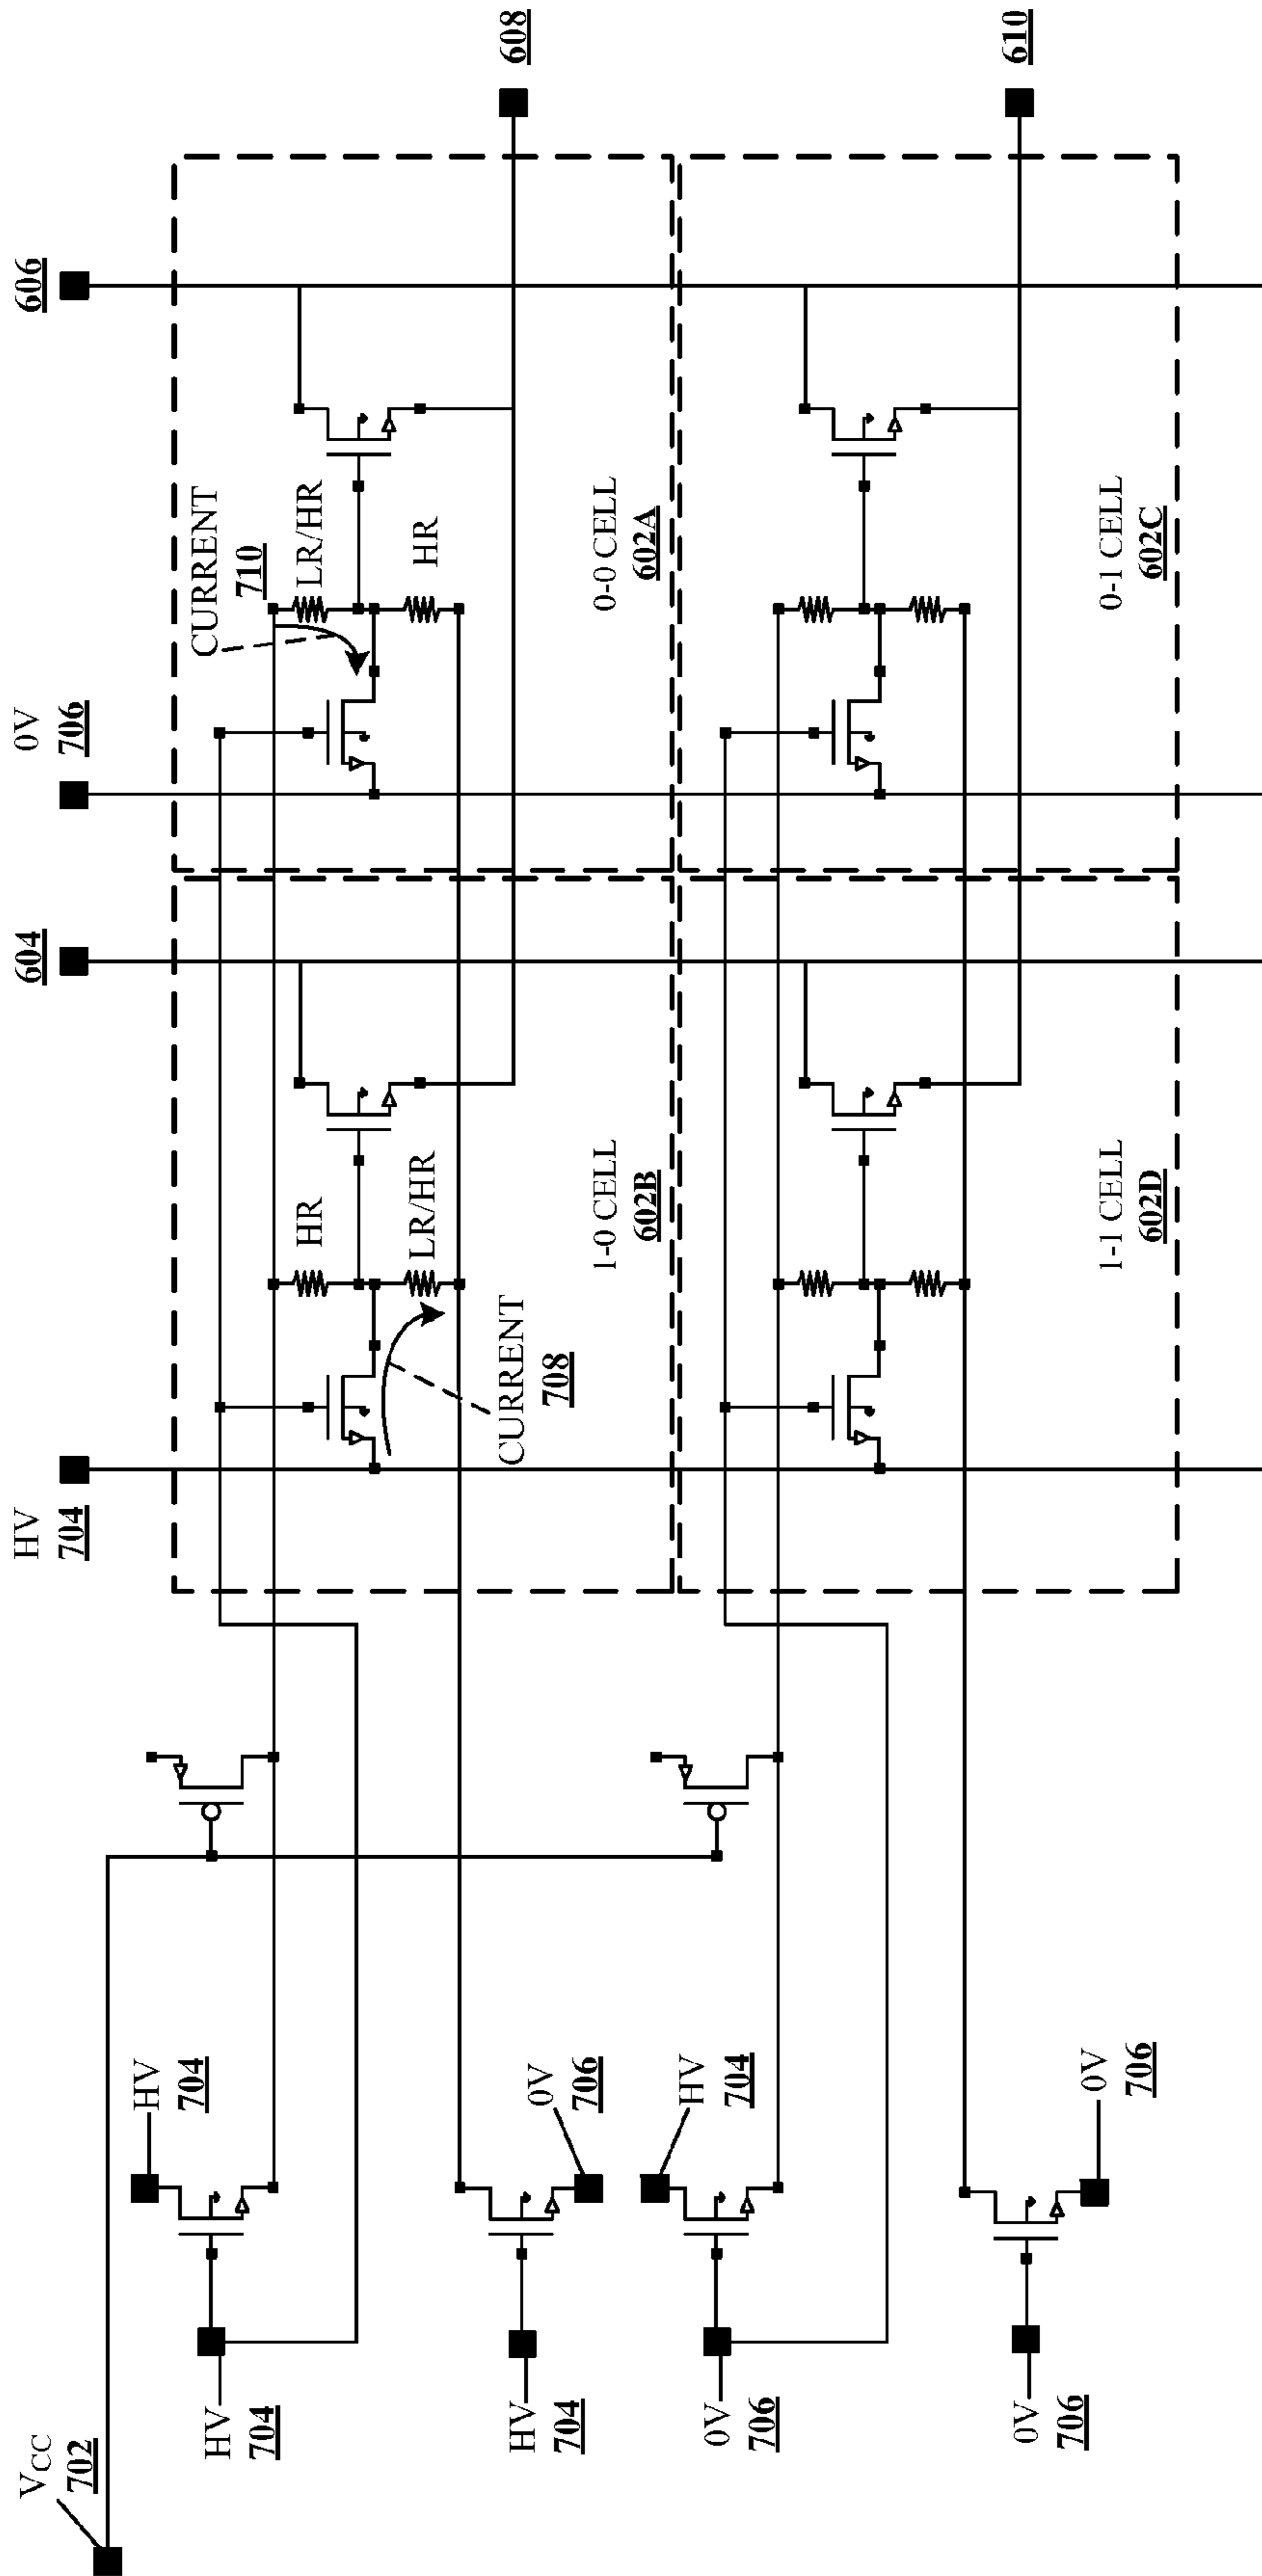 V_CC
702
HV
704
HV
704
0V
706
0V
706
HV
704
0V
706
HV
704
0V
706
HV
704
604
0V
706
606
HR
LR/HR
CURRENT
708
1-0 CELL
602B
CURRENT
710
LR/HR
HR
0-0 CELL
602A
608
1-1 CELL
602D
0-1 CELL
602C
610